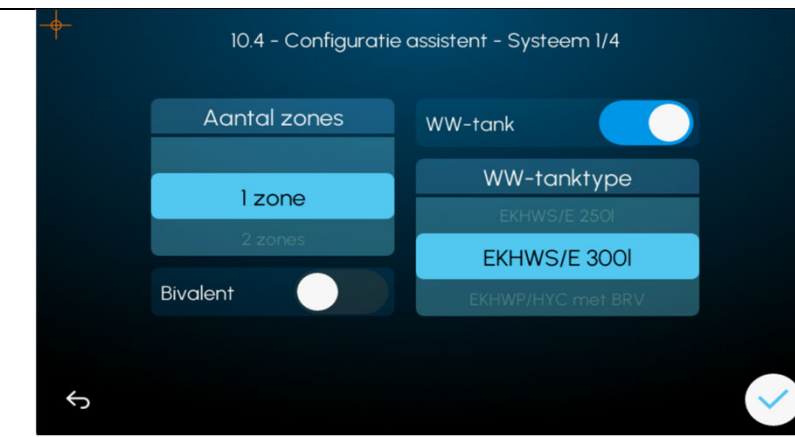 10.4 - Configuratie assistent - Systeem 1/4
Aantal zones
1 zone
2 zones
Bivalent
WW-tank
WW-tanktype
EKHWS/E 250l
EKHWS/E 300l
EKHWP/HYC met BRV